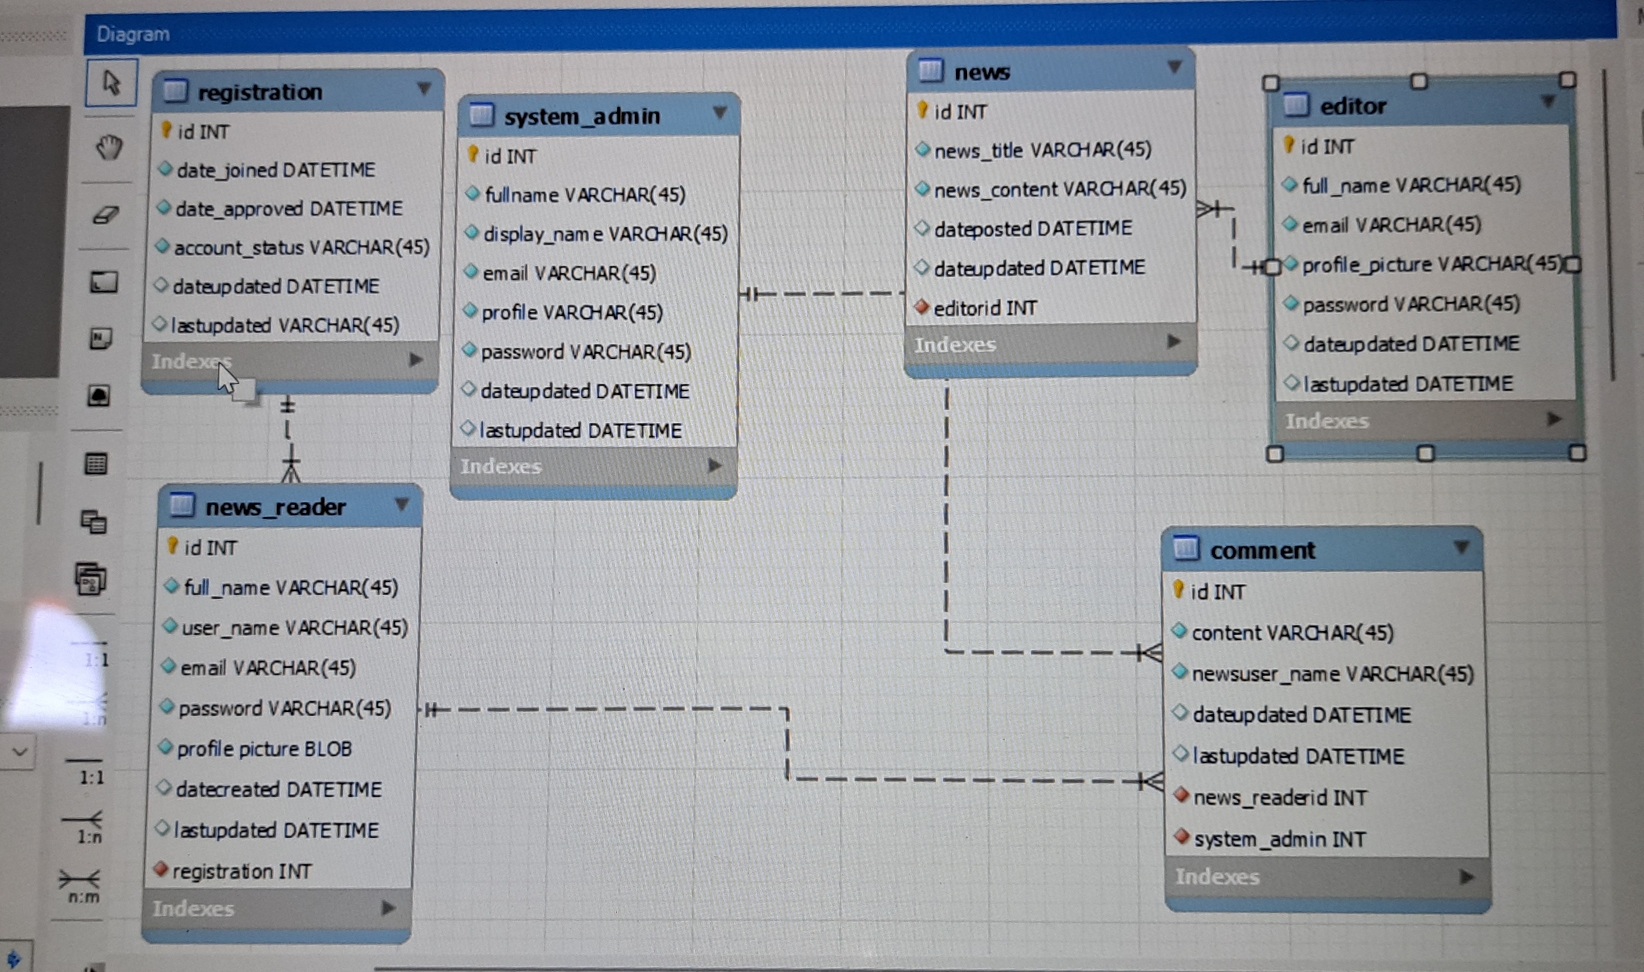 Diagram
registration
id INT
date_joined DATETIME
date_approved DATETIME
account_status VARCHAR(45)
dateupdated DATETIME
lastupdated VARCHAR(45)
Indexes
system_admin
id INT
fullname VARCHAR(45)
display_name VARCHAR(45)
email VARCHAR(45)
profile VARCHAR(45)
password VARCHAR(45)
dateupdated DATETIME
lastupdated DATETIME
Indexes
news
id INT
news_title VARCHAR(45)
news_content VARCHAR(45)
dateposted DATETIME
dateupdated DATETIME
editorid INT
Indexes
editor
id INT
full_name VARCHAR(45)
email VARCHAR(45)
profile_picture VARCHAR(45)
password VARCHAR(45)
dateupdated DATETIME
lastupdated DATETIME
Indexes
news_reader
id INT
full_name VARCHAR(45)
user_name VARCHAR(45)
email VARCHAR(45)
password VARCHAR(45)
profile picture BLOB
datecreated DATETIME
lastupdated DATETIME
registration INT
Indexes
comment
id INT
content VARCHAR(45)
newsuser_name VARCHAR(45)
dateupdated DATETIME
lastupdated DATETIME
news_readerid INT
system_admin INT
Indexes
1:1
1:n
1:1
1:n
n:m